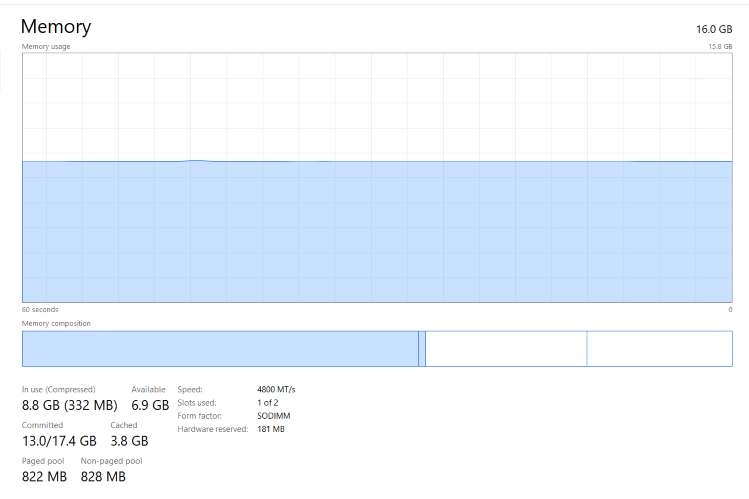 Memory 16.0 GB
Memory usage 15.8 GB
60 seconds 0
Memory composition
In use (Compressed) Available
8.8 GB (332 MB) 6.9 GB
Committed Cached
13.0/17.4 GB 3.8 GB
Paged pool Non-paged pool
822 MB 828 MB
Speed: 4800 MT/s
Slots used: 1 of 2
Form factor: SODIMM
Hardware reserved: 181 MB